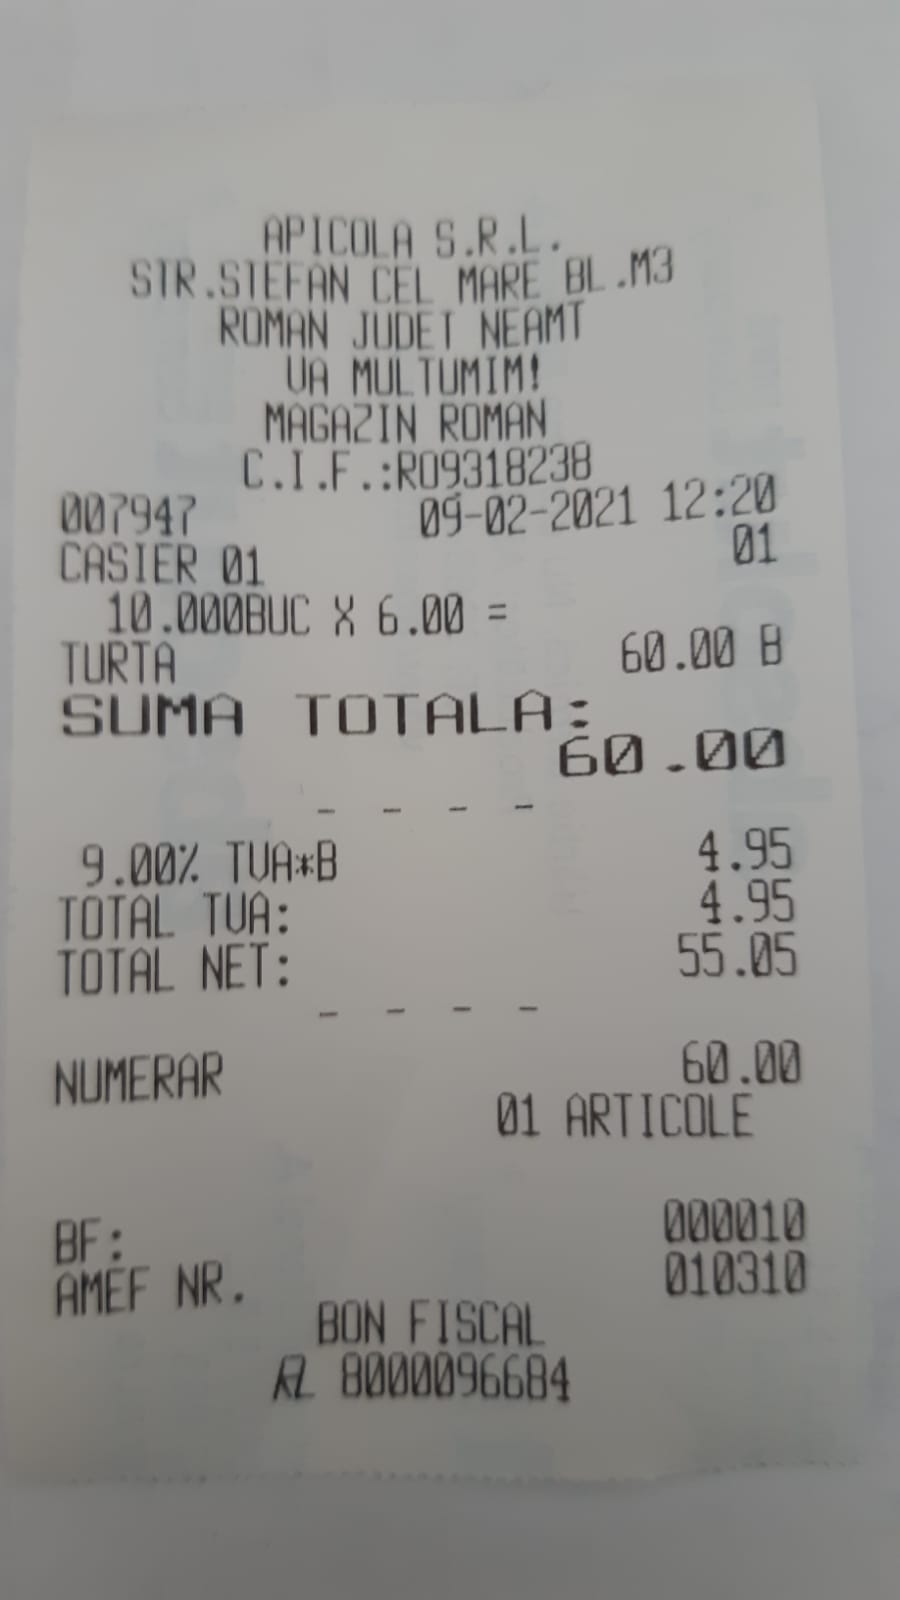 APICOLA S.R.L.
STR.STEFAN CEL MARE BL.M3
ROMAN JUDET NEAMT
VA MULTUMIM!
MAGAZIN ROMAN
C.I.F.:RO9318238
007947 09-02-2021 12:20
CASIER 01 01
10.000BUC X 6.00 =
TURTA 60.00 B
SUMA TOTALA:
60.00
- - - -
9.00% TVA*B 4.95
TOTAL TVA: 4.95
TOTAL NET: 55.05
- - - -
NUMERAR 60.00
01 ARTICOLE
BF: 000010
AMEF NR. 010310
BON FISCAL
8000096684